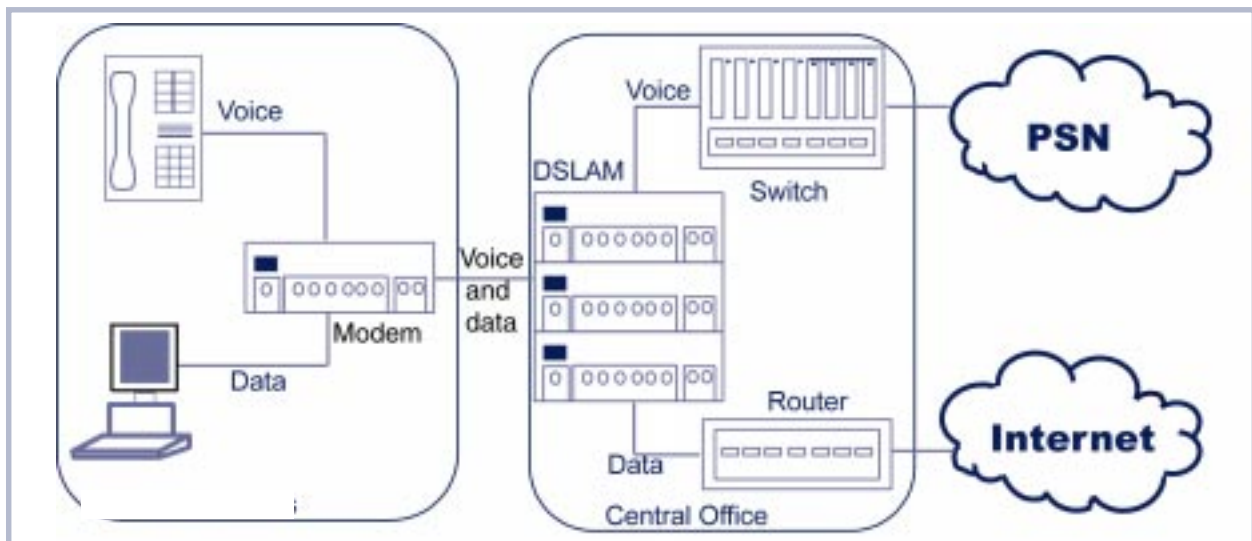 Voice
Modem
Data
Voice
and
data
DSLAM
Voice
Switch
Router
Data
Central Office
PSN
Internet